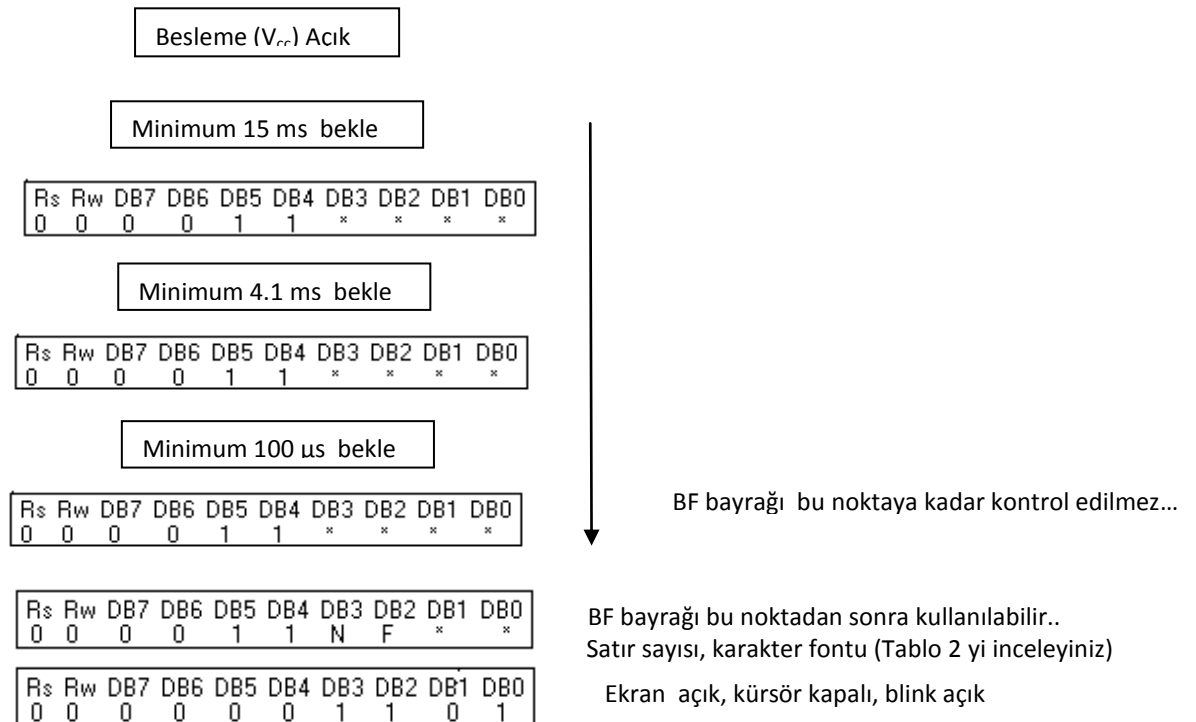 Besleme (Vcc) Açık
Minimum 15 ms bekle
Rs Rw DB7 DB6 DB5 DB4 DB3 DB2 DB1 DB0
0 0 0 0 1 1 * * * *
Minimum 4.1 ms bekle
Rs Rw DB7 DB6 DB5 DB4 DB3 DB2 DB1 DB0
0 0 0 0 1 1 * * * *
Minimum 100 µs bekle
Rs Rw DB7 DB6 DB5 DB4 DB3 DB2 DB1 DB0
0 0 0 0 1 1 * * * *
BF bayrağı bu noktaya kadar kontrol edilmez…
Rs Rw DB7 DB6 DB5 DB4 DB3 DB2 DB1 DB0
0 0 0 0 1 1 N F * *
BF bayrağı bu noktadan sonra kullanılabilir..
Satır sayısı, karakter fontu (Tablo 2 yi inceleyiniz)
Rs Rw DB7 DB6 DB5 DB4 DB3 DB2 DB1 DB0
0 0 0 0 0 0 1 1 0 1
Ekran açık, kürsör kapalı, blink açık